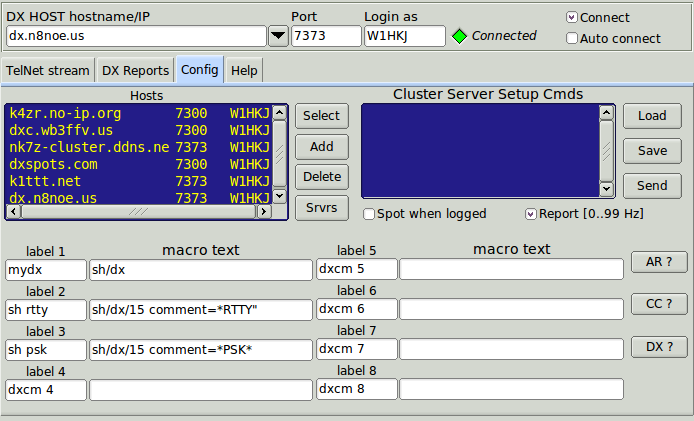 DX HOST hostname/IP Port Login as
dx.n8noe.us 7373 W1HKJ Connected
Connect
Auto connect
TelNet stream DX Reports Config Help
Hosts
k4zr.no-ip.org 7300 W1HKJ
dxc.wb3ffv.us 7300 W1HKJ
nk7z-cluster.ddns.ne 7373 W1HKJ
dxspots.com 7300 W1HKJ
k1ttt.net 7373 W1HKJ
dx.n8noe.us 7373 W1HKJ
Select
Add
Delete
Srvrs
Cluster Server Setup Cmds
Load
Save
Send
Spot when logged Report [0..99 Hz]
label 1 macro text label 5 macro text
mydx sh/dx dxcm 5
AR ?
label 2 label 6
sh rtty sh/dx/15 comment=*RTTY" dxcm 6
CC ?
label 3 label 7
sh psk sh/dx/15 comment=*PSK* dxcm 7
DX ?
label 4 label 8
dxcm 4 dxcm 8